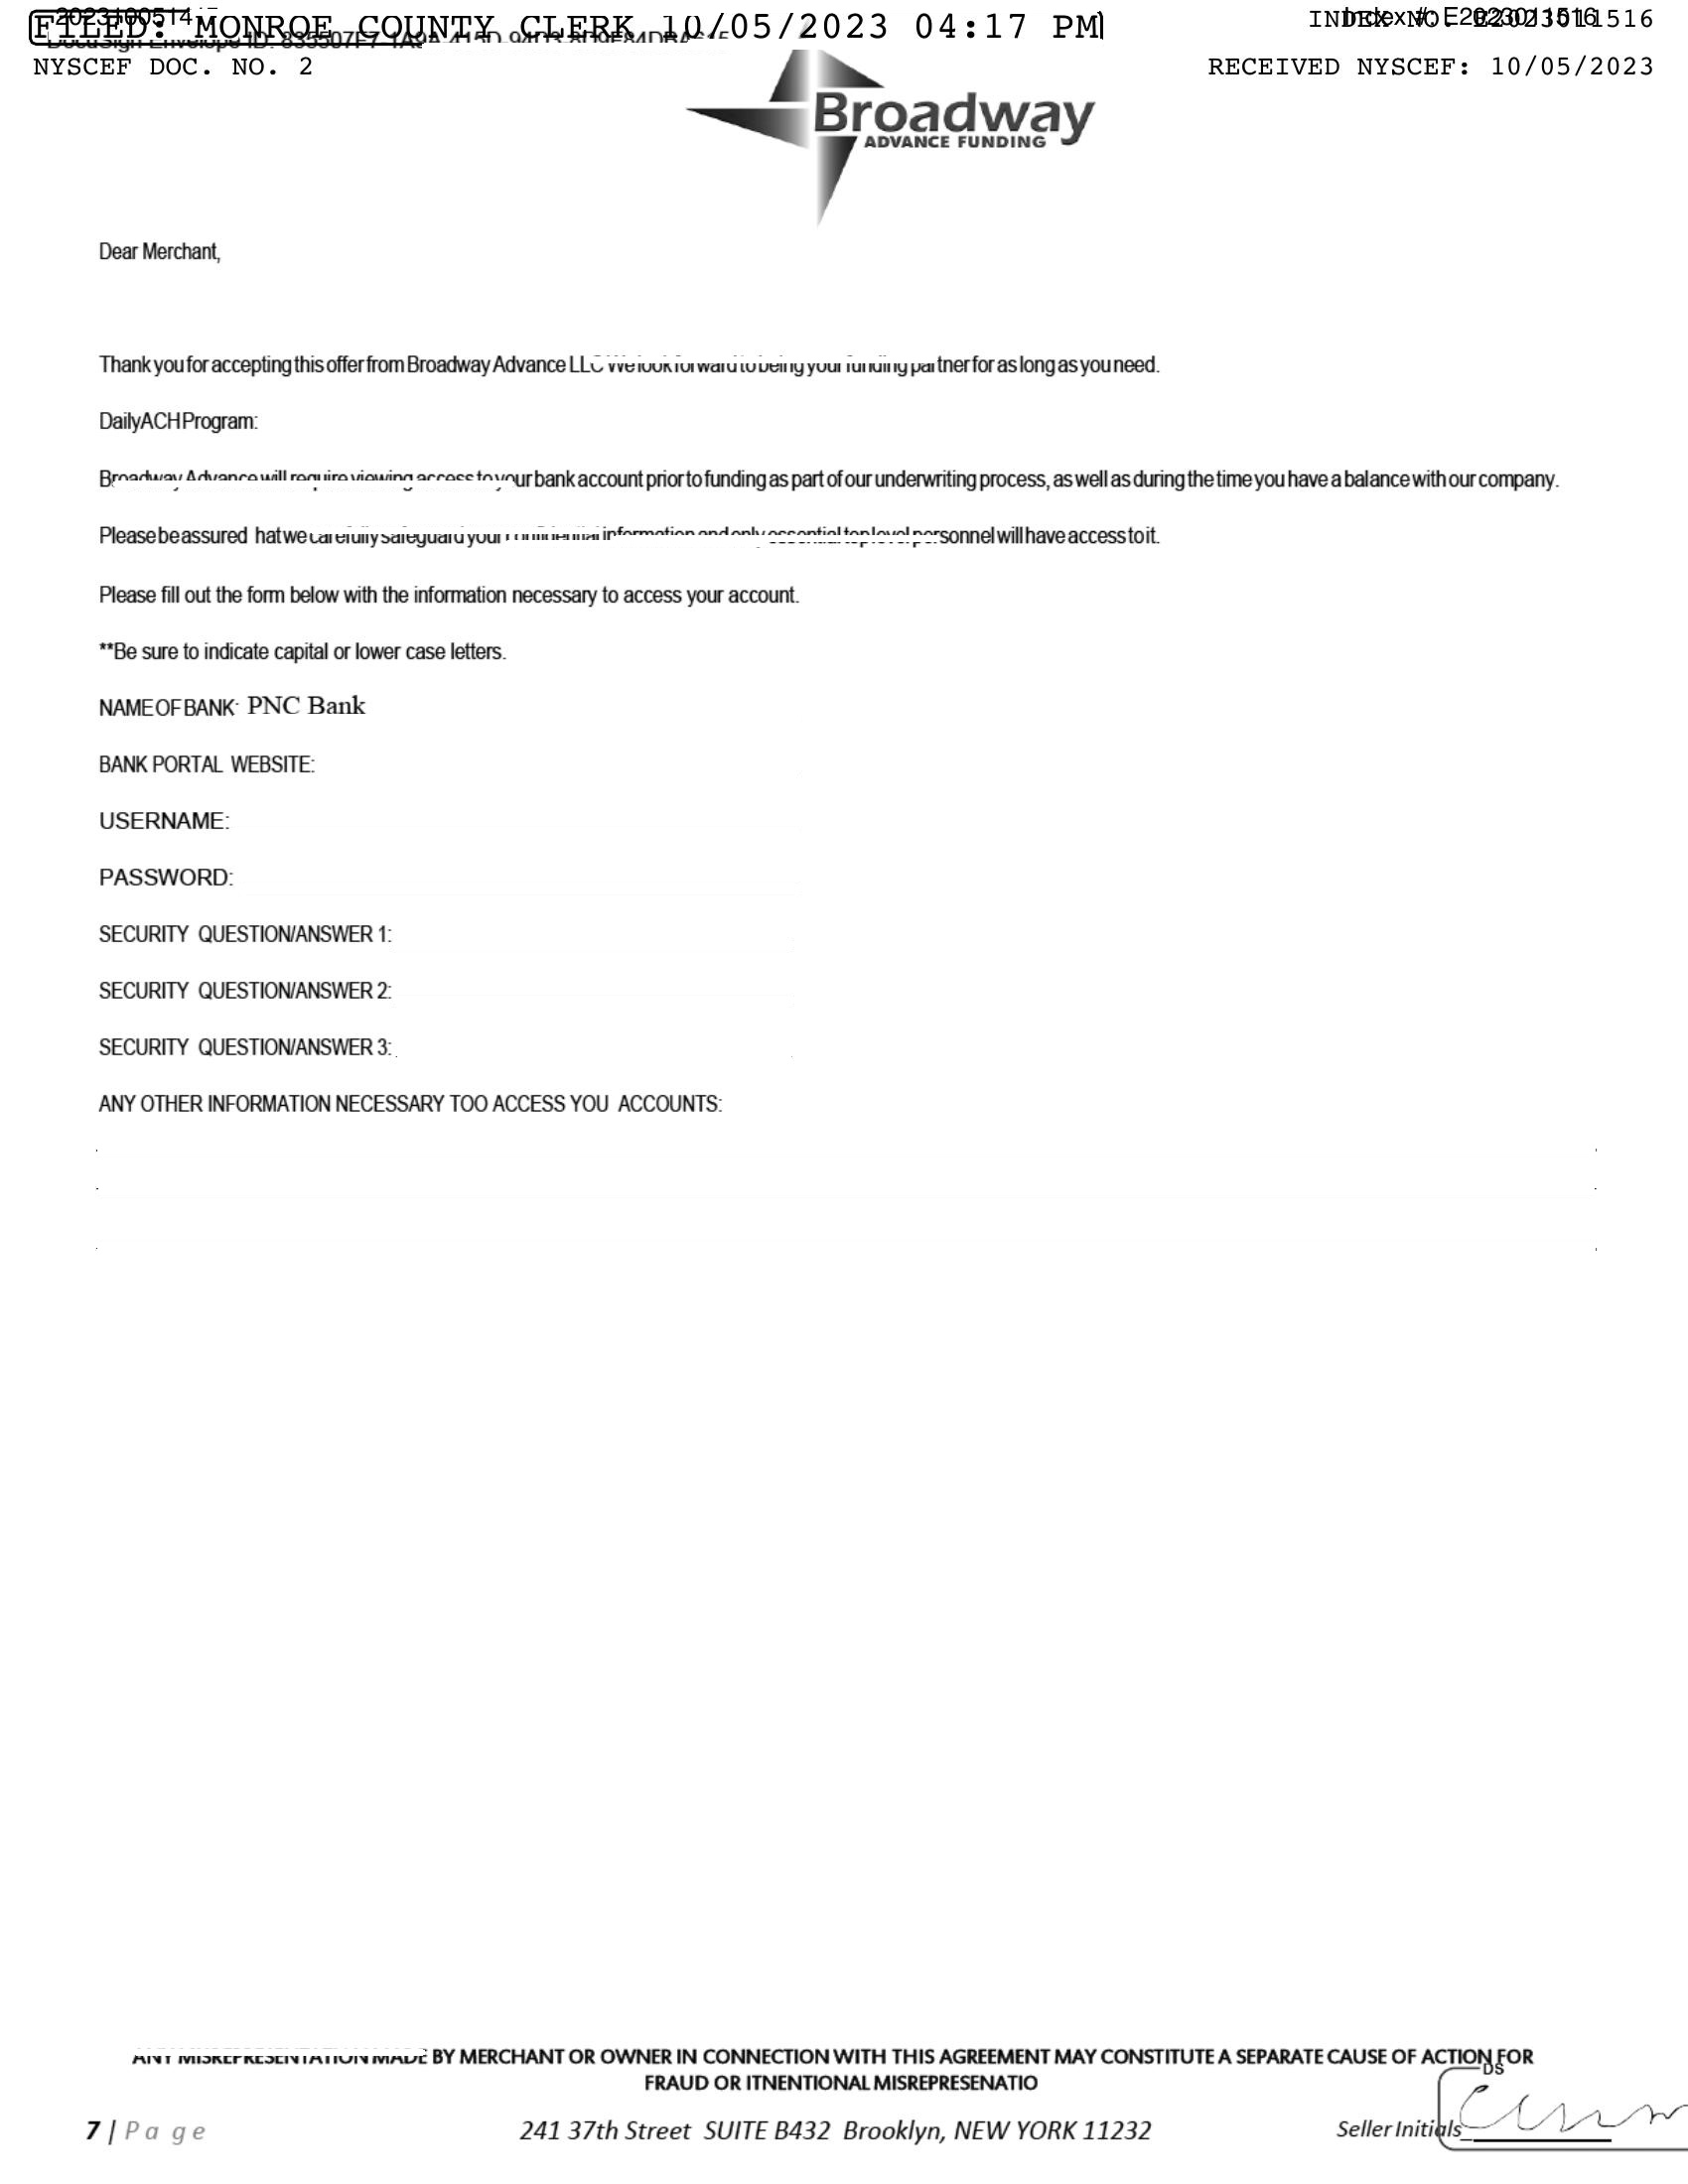 FILED: MONROE COUNTY CLERK 10/05/2023 04:17 PM
INDEX NO. E2023011516
NYSCEF DOC. NO. 2
RECEIVED NYSCEF: 10/05/2023
Broadway
ADVANCE FUNDING
Dear Merchant,
Thank you for accepting this offer from Broadway Advance LLC We look forward to being your funding partner for as long as you need.
Daily ACH Program:
Broadway Advance will require viewing access to your bank account prior to funding as part of our underwriting process, as well as during the time you have a balance with our company.
Please be assured hat we carefully safeguard your confidential information and only essential top level personnel will have access to it.
Please fill out the form below with the information necessary to access your account.
**Be sure to indicate capital or lower case letters.
NAME OF BANK: PNC Bank
BANK PORTAL WEBSITE:
USERNAME:
PASSWORD:
SECURITY QUESTION/ANSWER 1:
SECURITY QUESTION/ANSWER 2:
SECURITY QUESTION/ANSWER 3:
ANY OTHER INFORMATION NECESSARY TOO ACCESS YOU ACCOUNTS:
ANY MISREPRESENTATION MADE BY MERCHANT OR OWNER IN CONNECTION WITH THIS AGREEMENT MAY CONSTITUTE A SEPARATE CAUSE OF ACTION FOR
FRAUD OR ITNENTIONAL MISREPRESENATIO
DS
7 | Page
241 37th Street SUITE B432 Brooklyn, NEW YORK 11232
Seller Initials